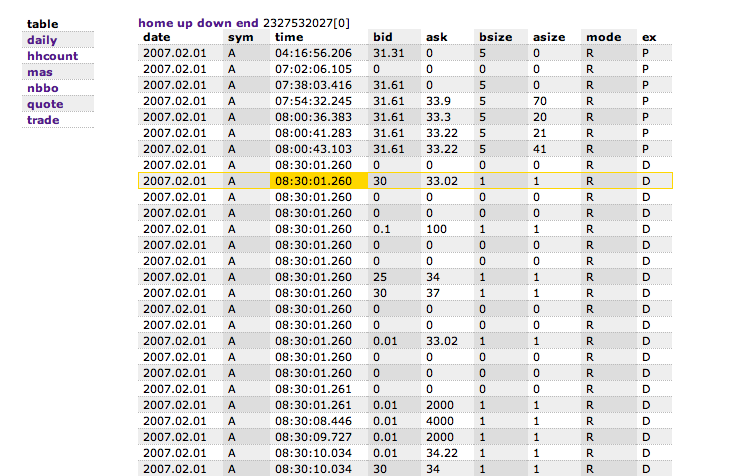 table
daily
hhcount
mas
nbbo
quote
trade
home up down end 2327532027[0]
date sym time bid ask bsize asize mode ex
2007.02.01 A 04:16:56.206 31.31 0 5 0 R P
2007.02.01 A 07:02:06.105 0 0 0 0 R P
2007.02.01 A 07:38:03.416 31.61 0 5 0 R P
2007.02.01 A 07:54:32.245 31.61 33.9 5 70 R P
2007.02.01 A 08:00:36.383 31.61 33.3 5 20 R P
2007.02.01 A 08:00:41.283 31.61 33.22 5 21 R P
2007.02.01 A 08:00:43.103 31.61 33.22 5 41 R P
2007.02.01 A 08:30:01.260 0 0 0 0 R D
2007.02.01 A 08:30:01.260 30 33.02 1 1 R D
2007.02.01 A 08:30:01.260 0 0 0 0 R D
2007.02.01 A 08:30:01.260 0 0 0 0 R D
2007.02.01 A 08:30:01.260 0.1 100 1 1 R D
2007.02.01 A 08:30:01.260 0 0 0 0 R D
2007.02.01 A 08:30:01.260 0 0 0 0 R D
2007.02.01 A 08:30:01.260 25 34 1 1 R D
2007.02.01 A 08:30:01.260 30 37 1 1 R D
2007.02.01 A 08:30:01.260 0 0 0 0 R D
2007.02.01 A 08:30:01.260 0 0 0 0 R D
2007.02.01 A 08:30:01.260 0.01 33.02 1 1 R D
2007.02.01 A 08:30:01.260 0 0 0 0 R D
2007.02.01 A 08:30:01.260 0 0 0 0 R D
2007.02.01 A 08:30:01.261 0 0 0 0 R D
2007.02.01 A 08:30:01.261 0.01 2000 1 1 R D
2007.02.01 A 08:30:08.446 0.01 4000 1 1 R D
2007.02.01 A 08:30:09.727 0.01 2000 1 1 R D
2007.02.01 A 08:30:10.034 0.01 34.22 1 1 R D
2007.02.01 A 08:30:10.034 30 34 1 1 R D